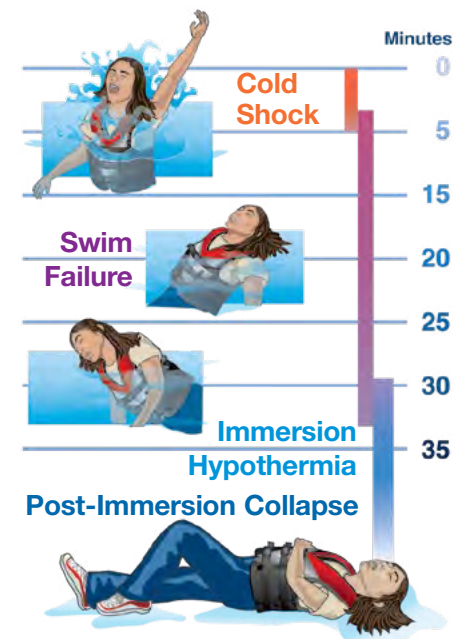 Minutes
0
Cold
Shock
5
15
Swim
Failure
20
25
30
Immersion
Hypothermia
35
Post-Immersion Collapse